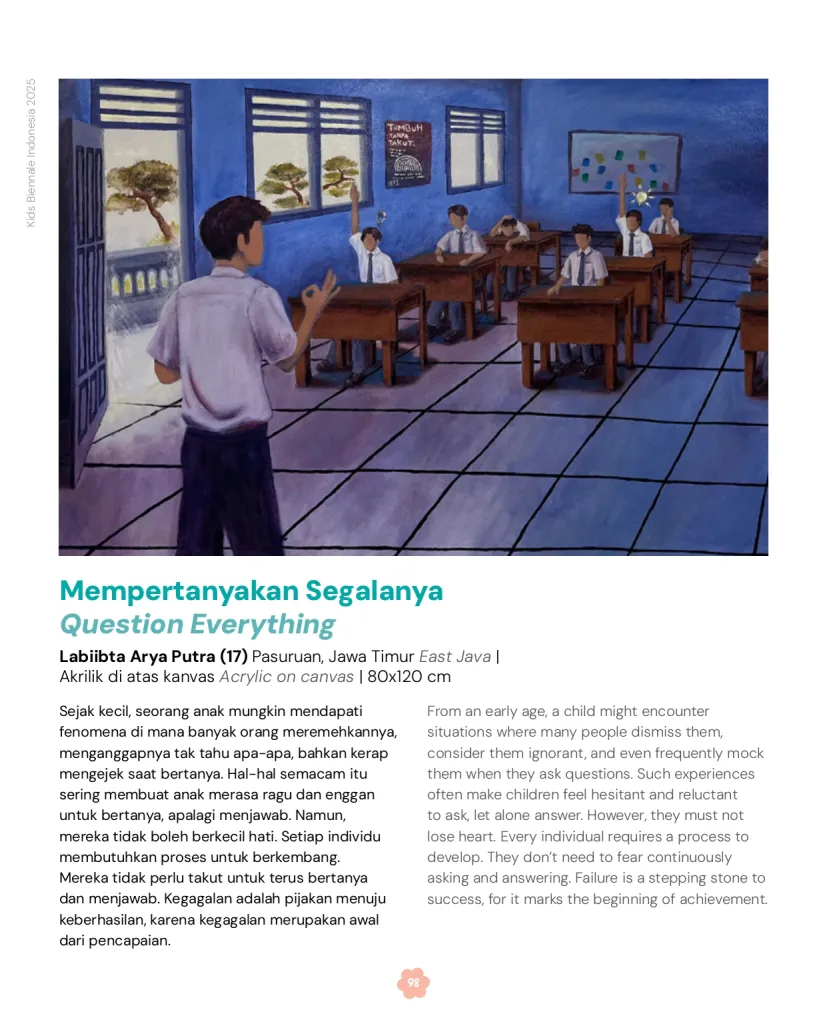 Kids Biennale Indonesia 2025
TUMBUH
TANPA
TAKUT.
Mempertanyakan Segalanya
Question Everything
Labiibta Arya Putra (17) Pasuruan, Jawa Timur East Java |
Akrilik di atas kanvas Acrylic on canvas | 80x120 cm
Sejak kecil, seorang anak mungkin mendapati
fenomena di mana banyak orang meremehkannya,
menganggapnya tak tahu apa-apa, bahkan kerap
mengejek saat bertanya. Hal-hal semacam itu
sering membuat anak merasa ragu dan enggan
untuk bertanya, apalagi menjawab. Namun,
mereka tidak boleh berkecil hati. Setiap individu
membutuhkan proses untuk berkembang.
Mereka tidak perlu takut untuk terus bertanya
dan menjawab. Kegagalan adalah pijakan menuju
keberhasilan, karena kegagalan merupakan awal
dari pencapaian.
From an early age, a child might encounter
situations where many people dismiss them,
consider them ignorant, and even frequently mock
them when they ask questions. Such experiences
often make children feel hesitant and reluctant
to ask, let alone answer. However, they must not
lose heart. Every individual requires a process to
develop. They don't need to fear continuously
asking and answering. Failure is a stepping stone to
success, for it marks the beginning of achievement.
98